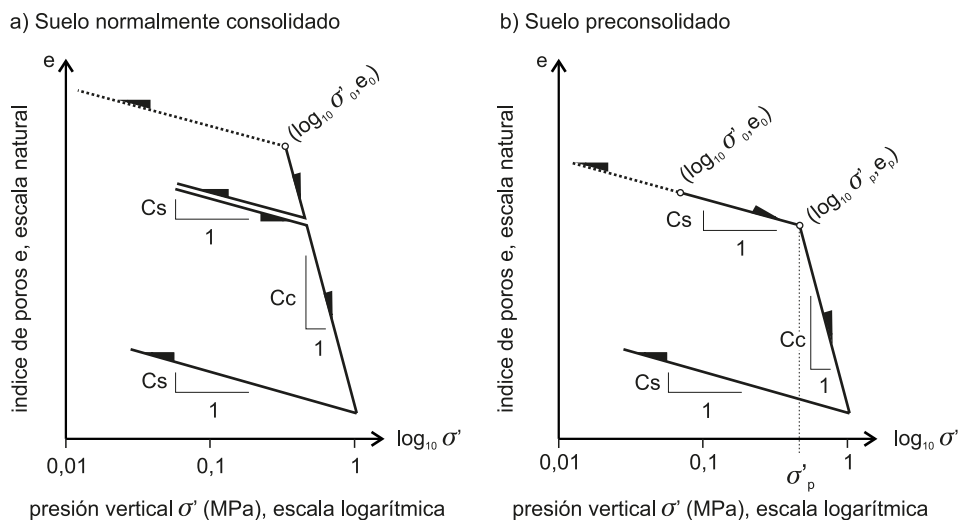 a) Suelo normalmente consolidado
e
indice de poros e, escala natural
(log₁₀ σ'₀,e₀)
Cs
1
Cc
1
Cs
1
log₁₀ σ'
0,01
0,1
1
presión vertical σ' (MPa), escala logarítmica
b) Suelo preconsolidado
e
indice de poros e, escala natural
(log₁₀ σ'₀,e₀)
(log₁₀ σ'ₚ,eₚ)
Cs
1
Cc
1
Cs
1
log₁₀ σ'
0,01
0,1
σ'ₚ
1
presión vertical σ' (MPa), escala logarítmica